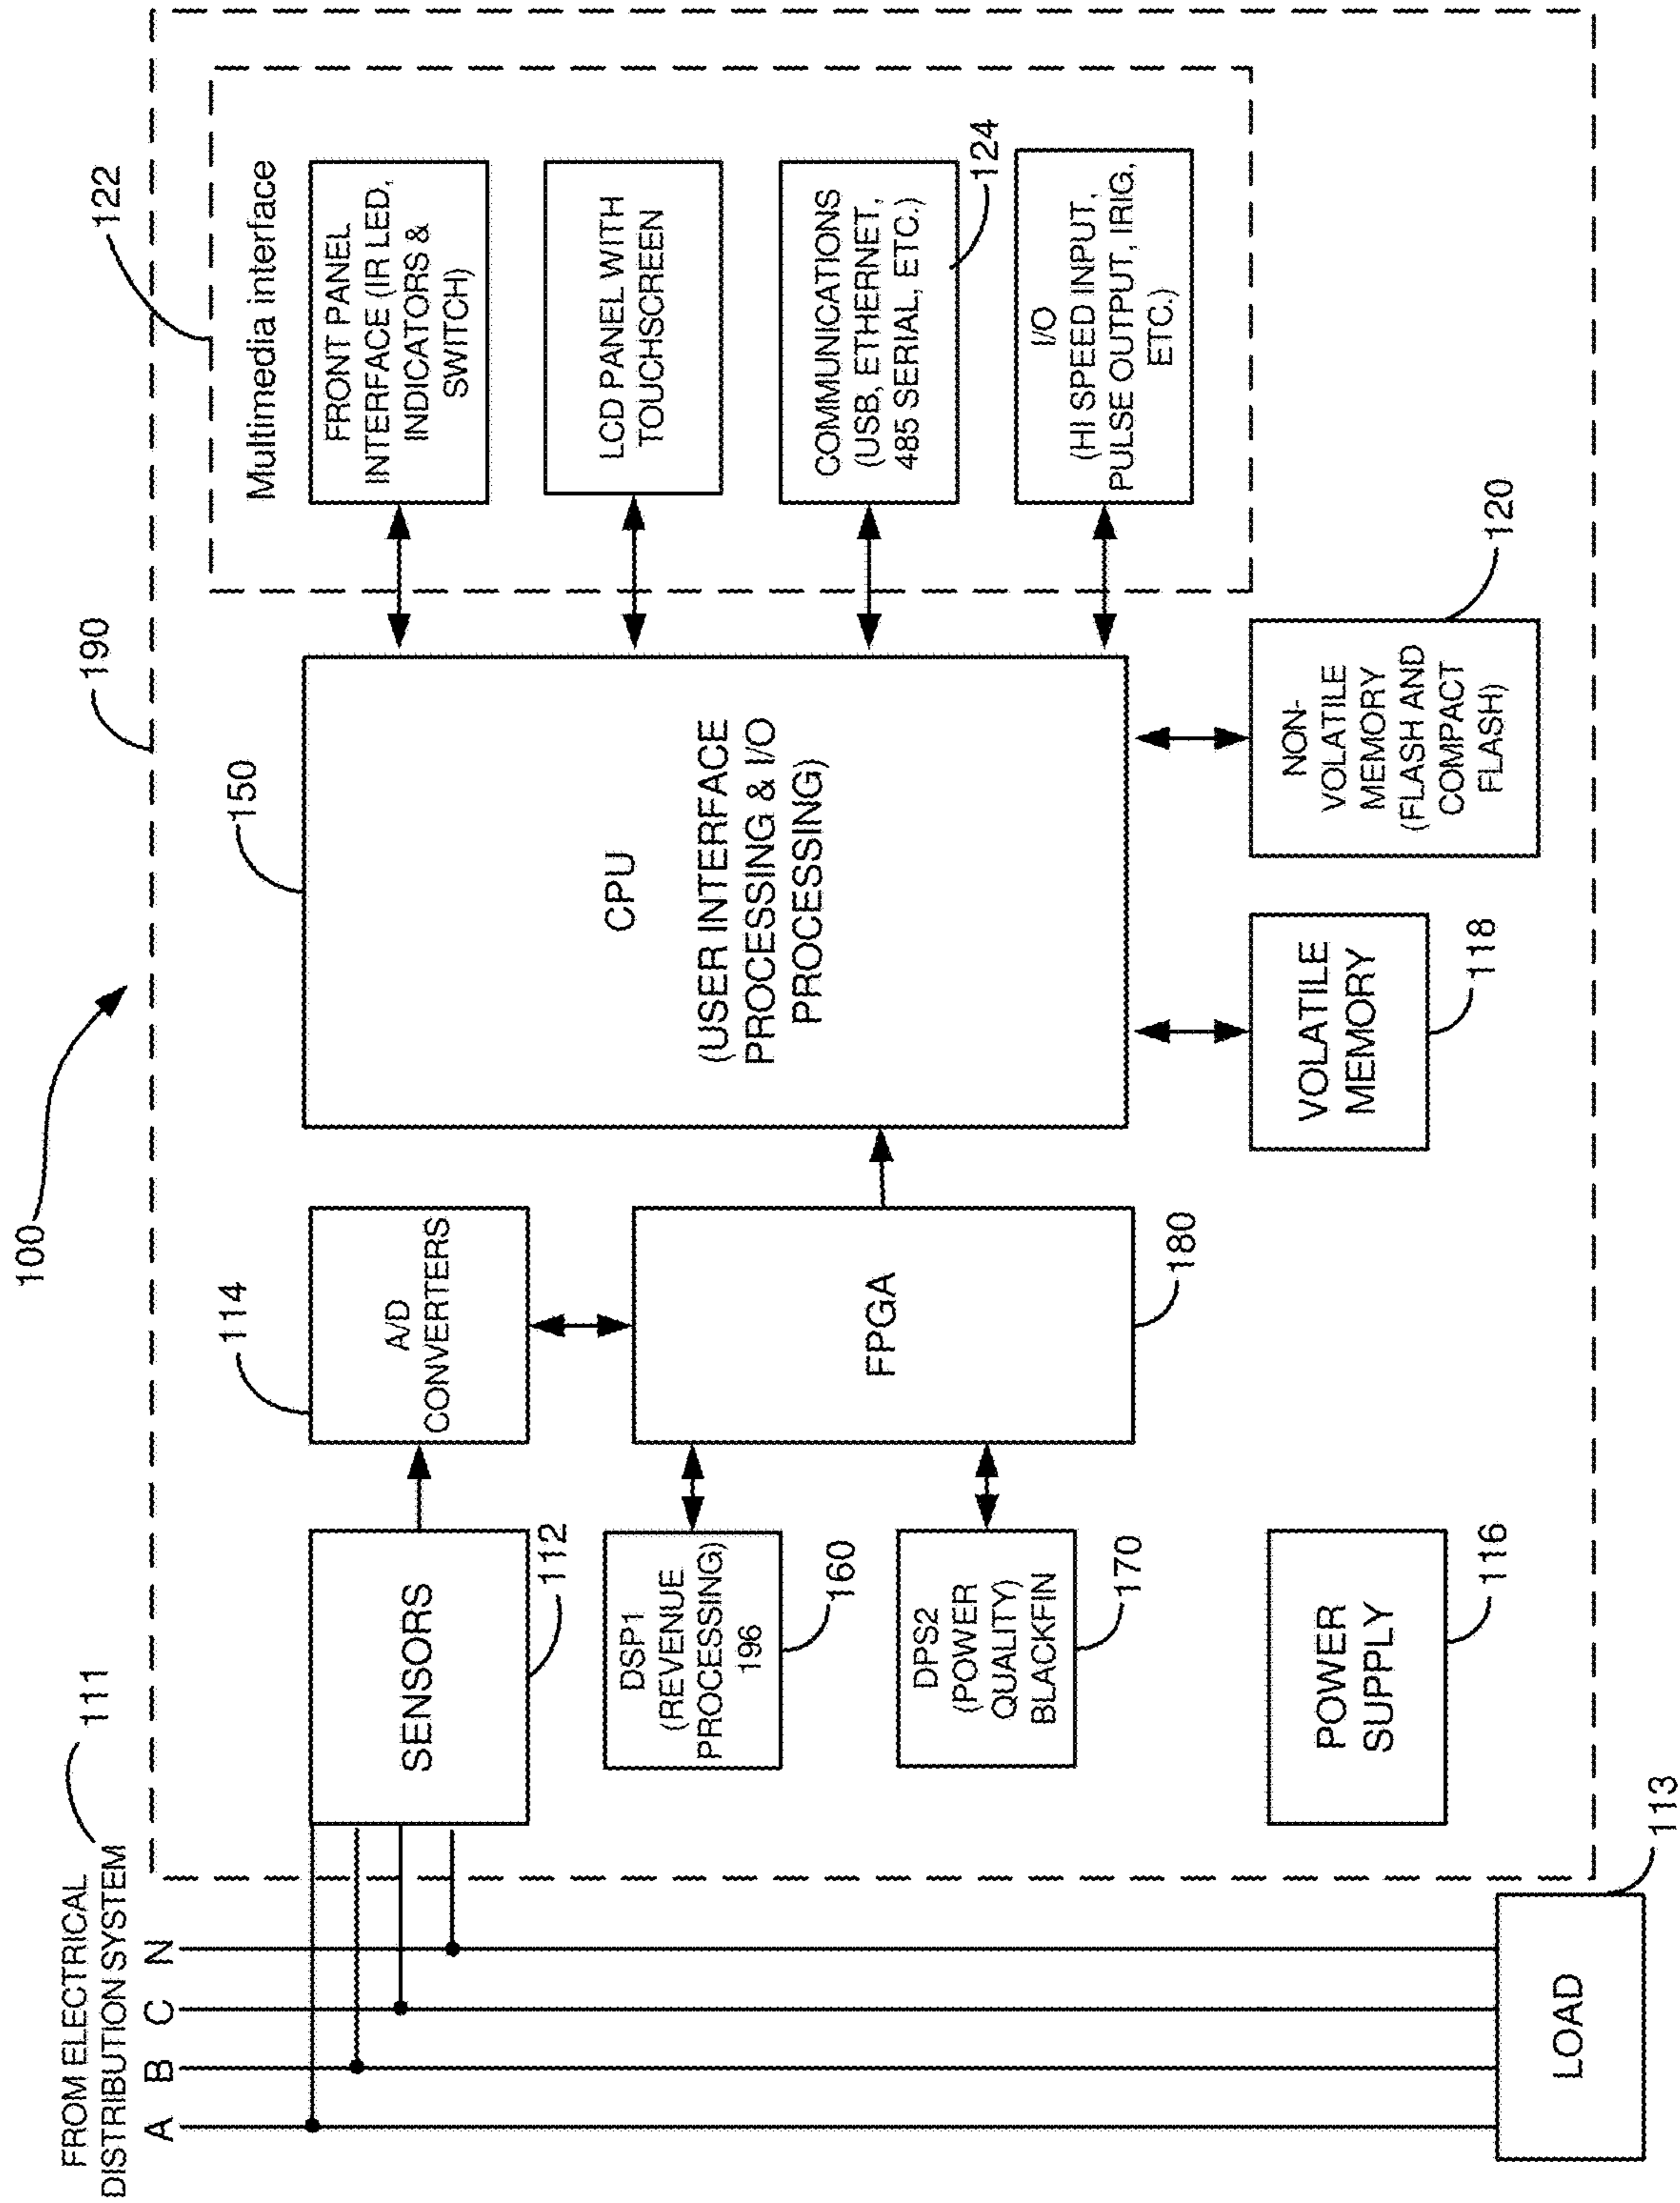 100
190
122
FROM ELECTRICAL
DISTRIBUTION SYSTEM
111
A
B
C
N
LOAD
113
SENSORS
112
A/D
CONVERTERS
114
DSP1
(REVENUE
PROCESSING)
196
160
DPS2
(POWER
QUALITY)
BLACKFIN
170
POWER
SUPPLY
116
FPGA
180
CPU
(USER INTERFACE
PROCESSING & I/O
PROCESSING)
150
VOLATILE
MEMORY
118
NON-
VOLATILE
MEMORY
(FLASH AND
COMPACT
FLASH)
120
Multimedia interface
FRONT PANEL
INTERFACE (IR LED,
INDICATORS &
SWITCH)
LCD PANEL WITH
TOUCHSCREEN
COMMUNICATIONS
(USB, ETHERNET,
485 SERIAL, ETC.)
124
I/O
(HI SPEED INPUT,
PULSE OUTPUT, IRIG,
ETC.)